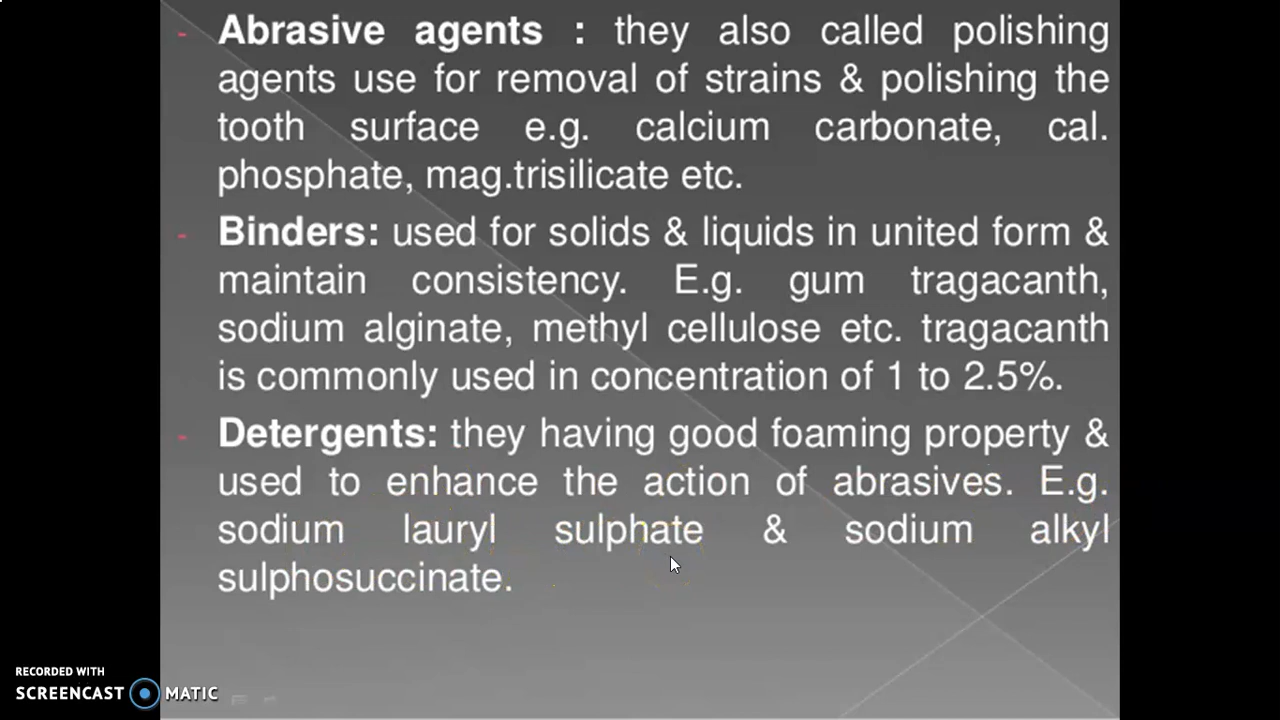 - Abrasive agents : they also called polishing
agents use for removal of strains & polishing the
tooth surface e.g. calcium carbonate, cal.
phosphate, mag.trisilicate etc.
- Binders: used for solids & liquids in united form &
maintain consistency. E.g. gum tragacanth,
sodium alginate, methyl cellulose etc. tragacanth
is commonly used in concentration of 1 to 2.5%.
- Detergents: they having good foaming property &
used to enhance the action of abrasives. E.g.
sodium lauryl sulphate & sodium alkyl
sulphosuccinate.
RECORDED WITH
SCREENCAST MATIC